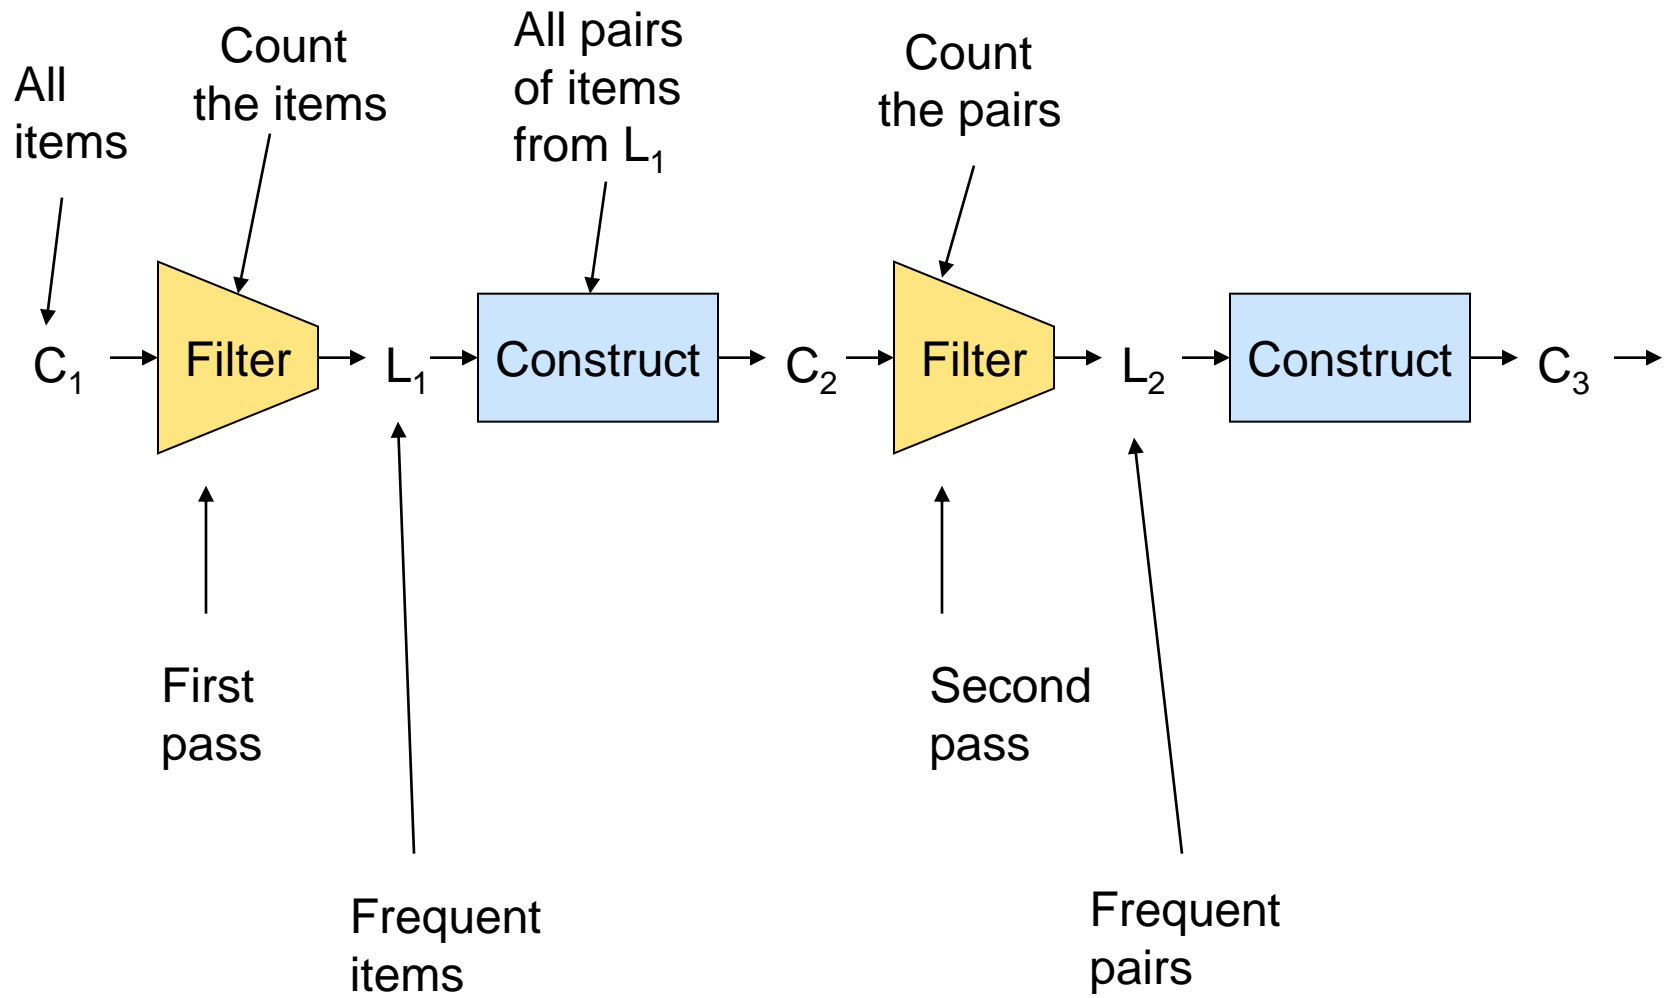 All
items
Count
the items
All pairs
of items
from L₁
Count
the pairs
C₁
Filter
L₁
Construct
C₂
Filter
L₂
Construct
C₃
First
pass
Second
pass
Frequent
items
Frequent
pairs